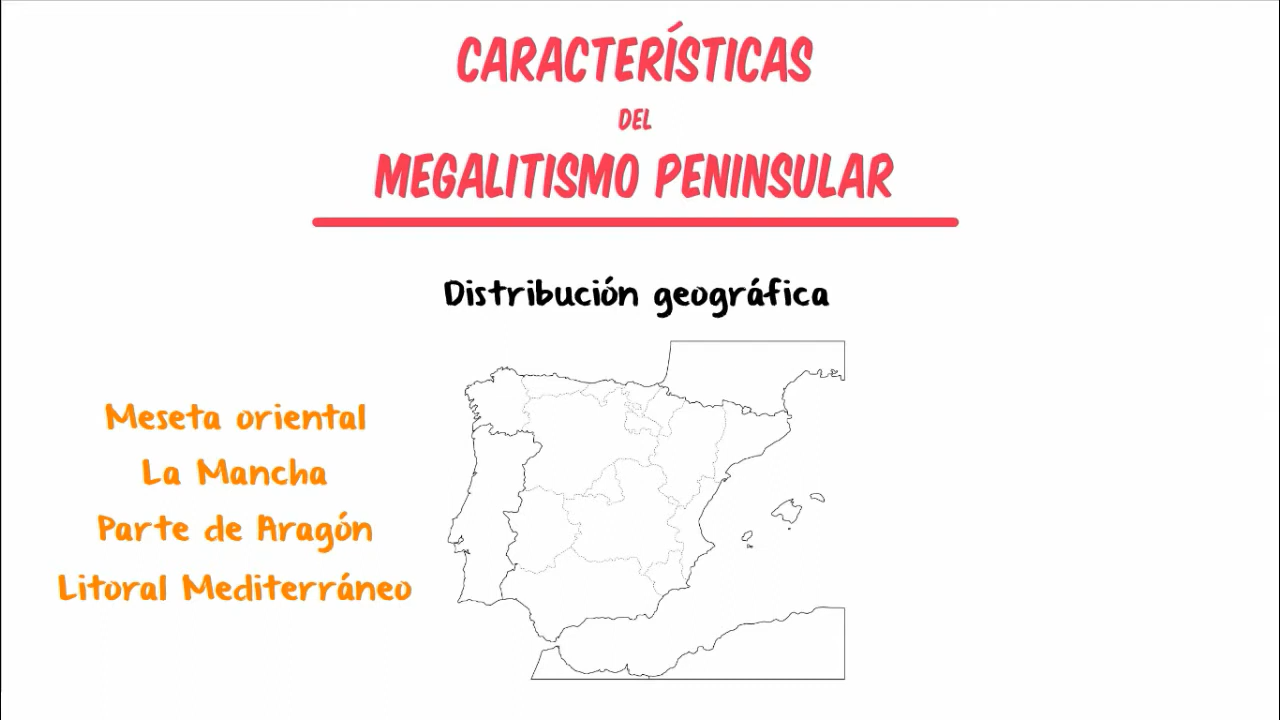 CARACTERÍSTICAS
DEL
MEGALITISMO PENINSULAR
Distribución geográfica
Meseta oriental
La Mancha
Parte de Aragón
Litoral Mediterráneo